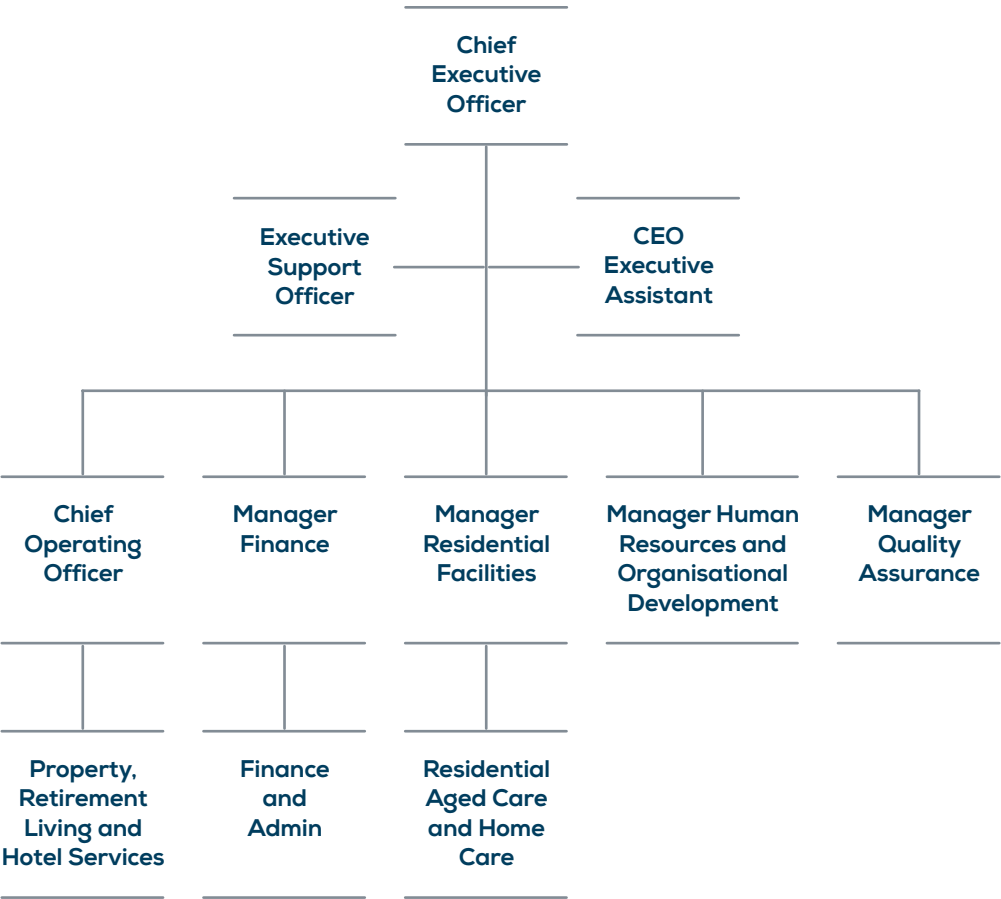 Chief
Executive
Officer
Executive
Support
Officer
CEO
Executive
Assistant
Chief
Operating
Officer
Manager
Finance
Manager
Residential
Facilities
Manager Human
Resources and
Organisational
Development
Manager
Quality
Assurance
Property,
Retirement
Living and
Hotel Services
Finance
and
Admin
Residential
Aged Care
and Home
Care